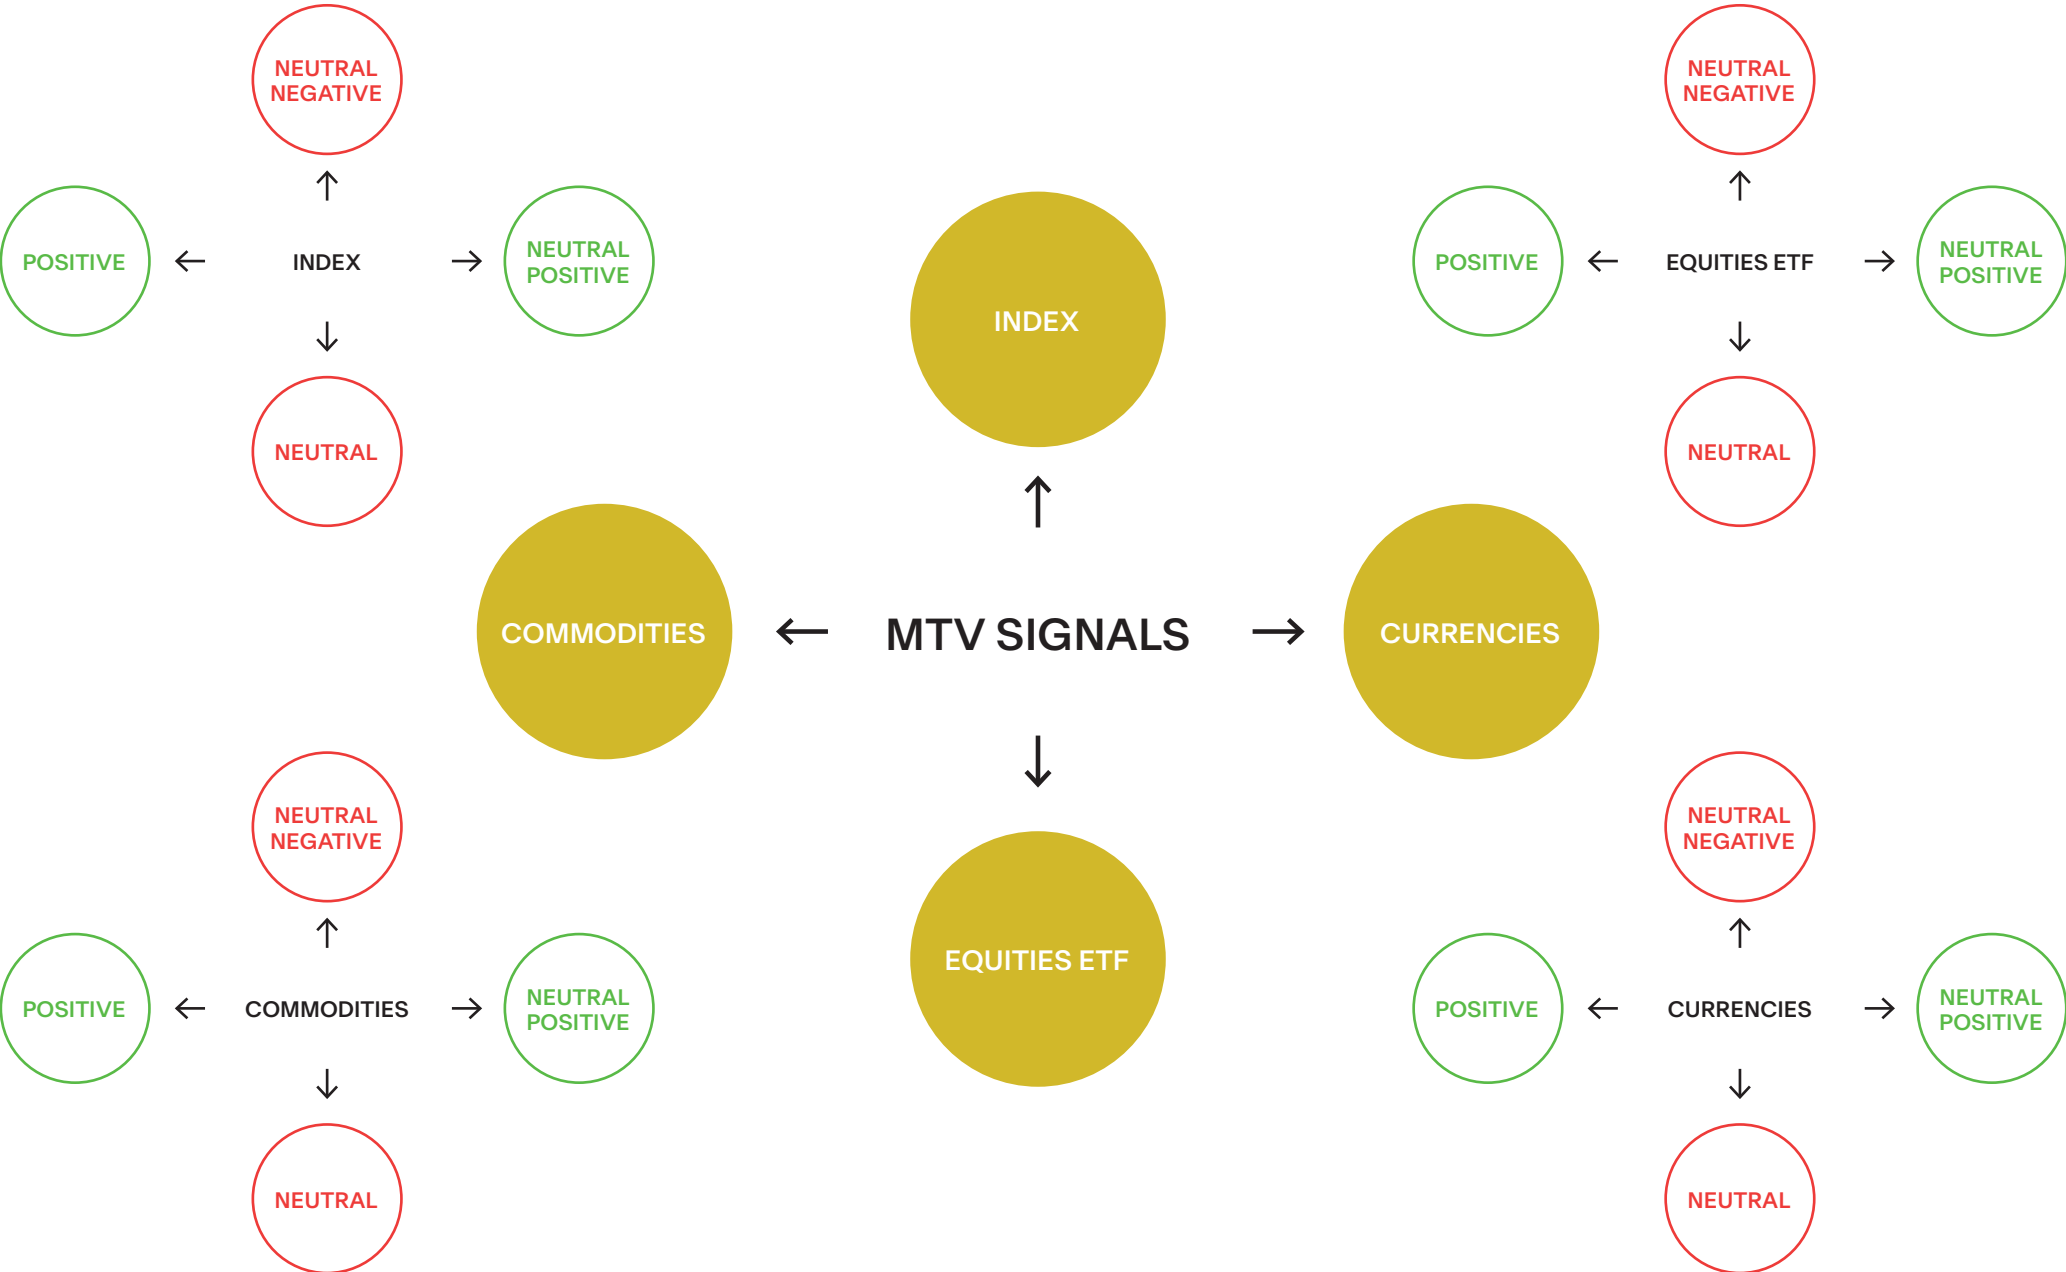 NEUTRAL
NEGATIVE
POSITIVE
INDEX
NEUTRAL
POSITIVE
NEUTRAL
NEUTRAL
NEGATIVE
POSITIVE
EQUITIES ETF
NEUTRAL
POSITIVE
NEUTRAL
INDEX
COMMODITIES
MTV SIGNALS
CURRENCIES
EQUITIES ETF
NEUTRAL
NEGATIVE
POSITIVE
COMMODITIES
NEUTRAL
POSITIVE
NEUTRAL
NEUTRAL
NEGATIVE
POSITIVE
CURRENCIES
NEUTRAL
POSITIVE
NEUTRAL